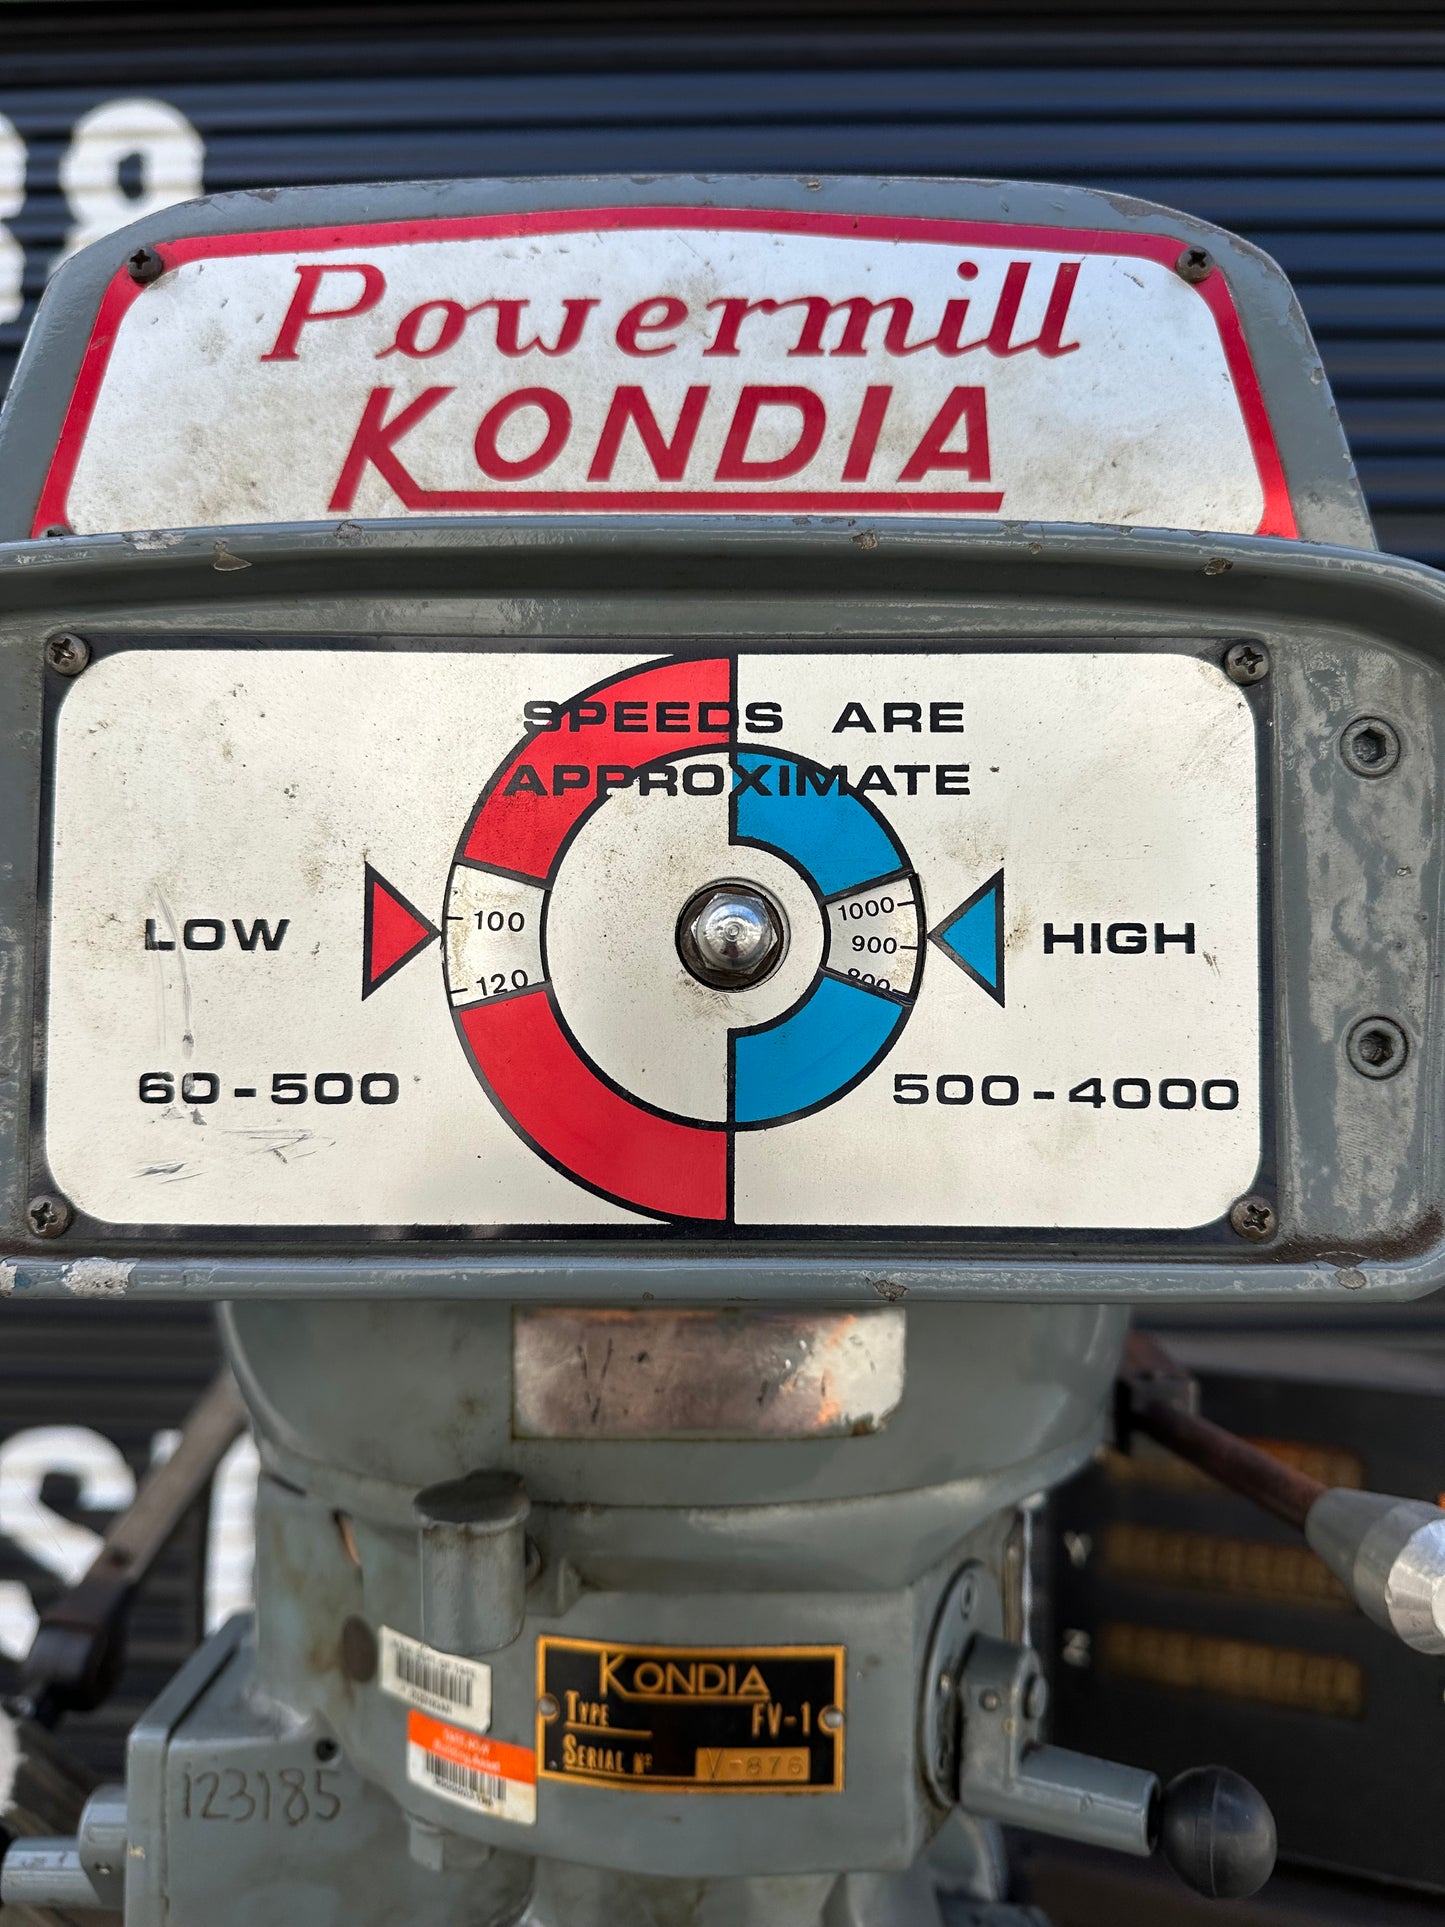 Powermill
KONDIA
SPEEDS ARE
APPROXIMATE
LOW
100
120
1000
900
800
HIGH
60-500
500-4000
KONDIA
TYPE FV-1
SERIAL Nº V-876
123185
Y
Z